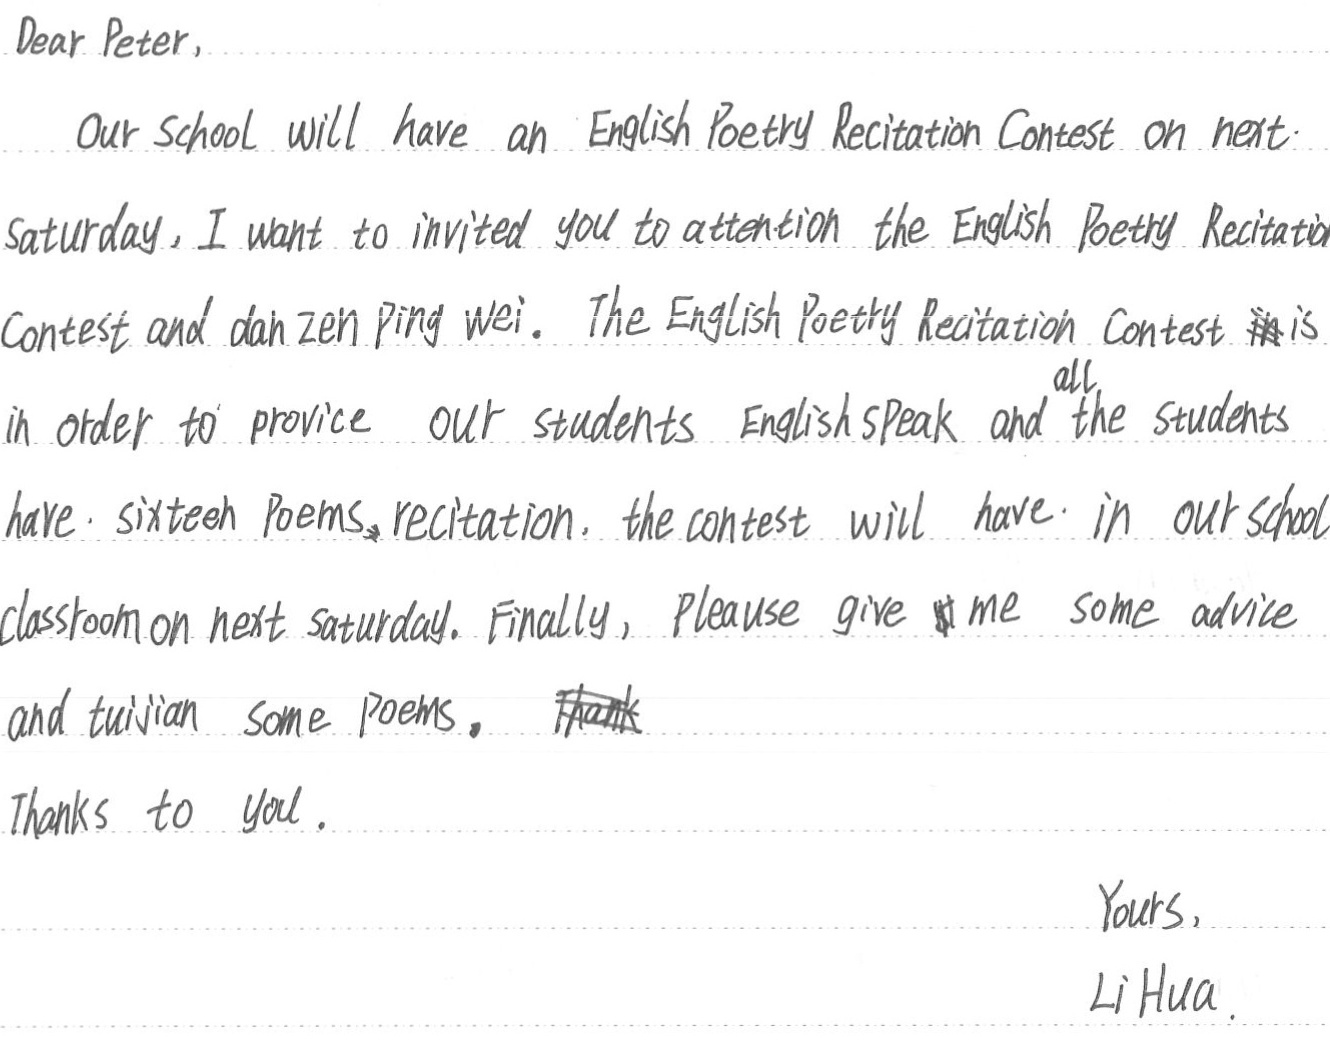 Dear Peter,
Our school will have an English Poetry Recitation Contest on next
saturday, I want to invited you to attention the English Poetry Recitation
Contest and dan zen ping wei. The English Poetry Recitation Contest is
all
in order to provice our students English speak and the students
have sixteen Poems, recitation. the contest will have in our school
classroom on next saturday. Finally, Pleause give me some advice
and tuijian some poems.
Thanks to you.
Yours,
Li Hua.